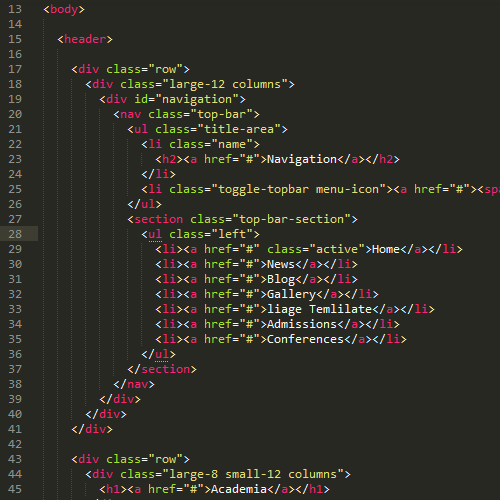 13 <body>
14
15 <header>
16
17 <div class="row">
18 <div class="large-12 columns">
19 <div id="navigation">
20 <nav class="top-bar">
21 <ul class="title-area">
22 <li class="name">
23 <h2><a href="#">Navigation</a></h2>
24 </li>
25 <li class="toggle-topbar menu-icon"><a href="#"><spa
26 </ul>
27 <section class="top-bar-section">
28 <ul class="left">
29 <li><a href="#" class="active">Home</a></li>
30 <li><a href="#">News</a></li>
31 <li><a href="#">Blog</a></li>
32 <li><a href="#">Gallery</a></li>
33 <li><a href="#">liage Temlilate</a></li>
34 <li><a href="#">Admissions</a></li>
35 <li><a href="#">Conferences</a></li>
36 </ul>
37 </section>
38 </nav>
39 </div>
40 </div>
41 </div>
42
43 <div class="row">
44 <div class="large-8 small-12 columns">
45 <h1><a href="#">Academia</a></h1>